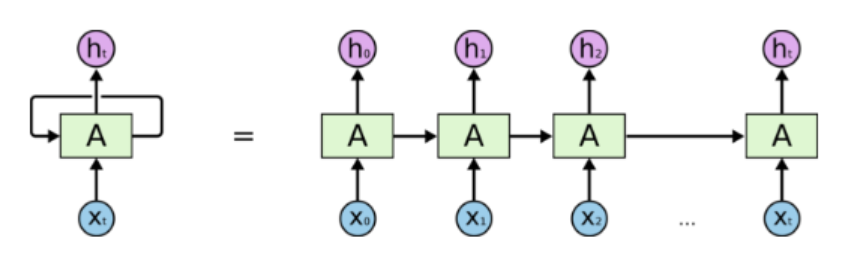 hₜ h₀ h₁ h₂ hₜ
A = A A A A
xₜ x₀ x₁ x₂ ... xₜ